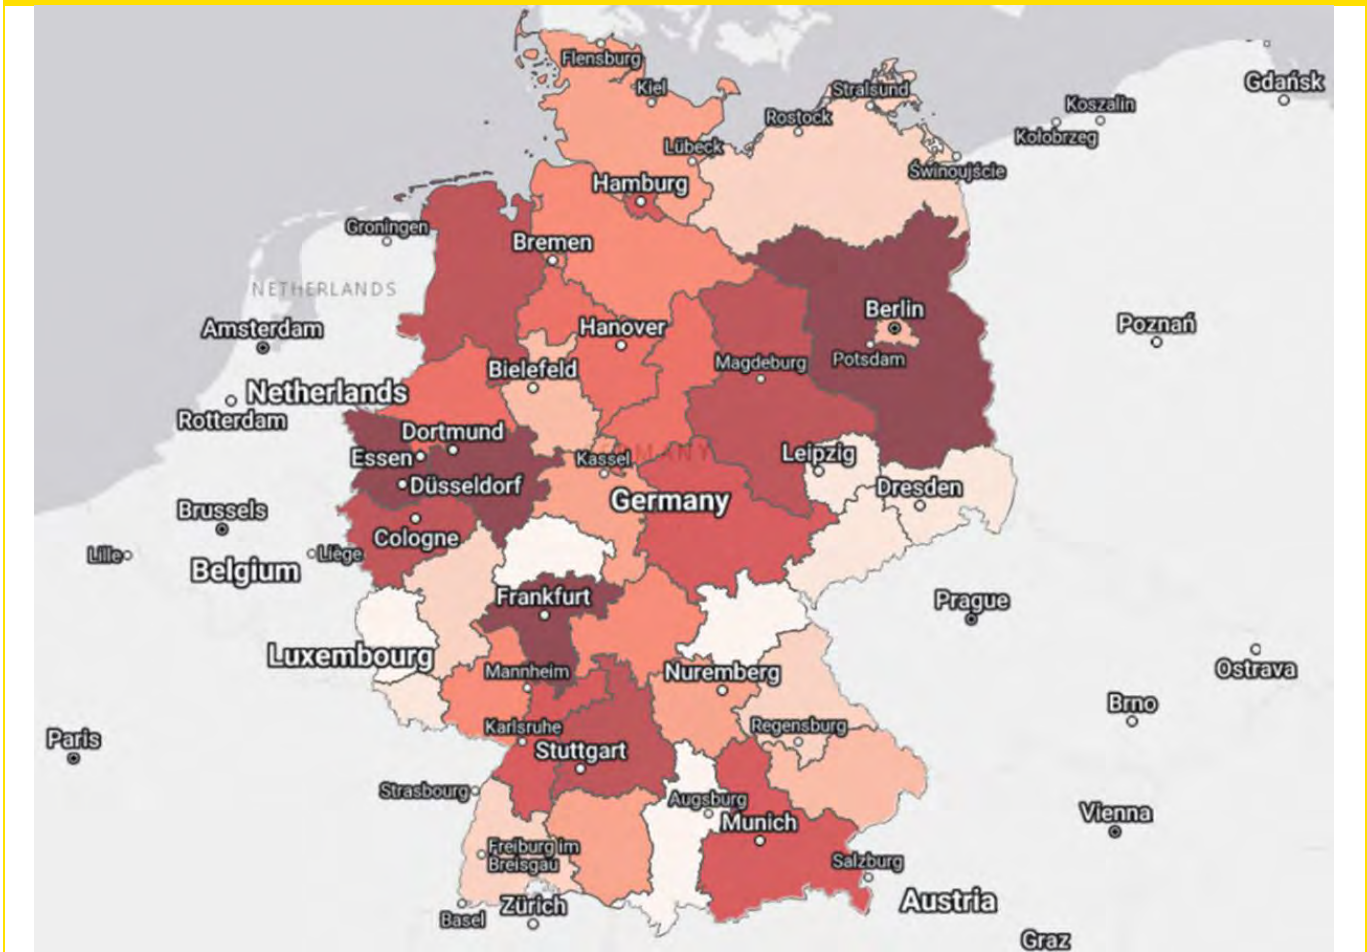 Flensburg
Kiel
Stralsund
Rostock
Lübeck
Świnoujście
Koszalin
Kołobrzeg
Gdańsk
Hamburg
Groningen
Bremen
NETHERLANDS
Amsterdam
Hanover
Berlin
Poznań
Bielefeld
Magdeburg
Potsdam
Netherlands
Rotterdam
Dortmund
Essen
Kassel
GERMANY
Leipzig
Düsseldorf
Dresden
Germany
Brussels
Cologne
Lille
Liège
Belgium
Frankfurt
Prague
Luxembourg
Mannheim
Nuremberg
Ostrava
Brno
Karlsruhe
Regensburg
Paris
Stuttgart
Strasbourg
Augsburg
Munich
Vienna
Freiburg im
Breisgau
Salzburg
Austria
Basel
Zürich
Graz